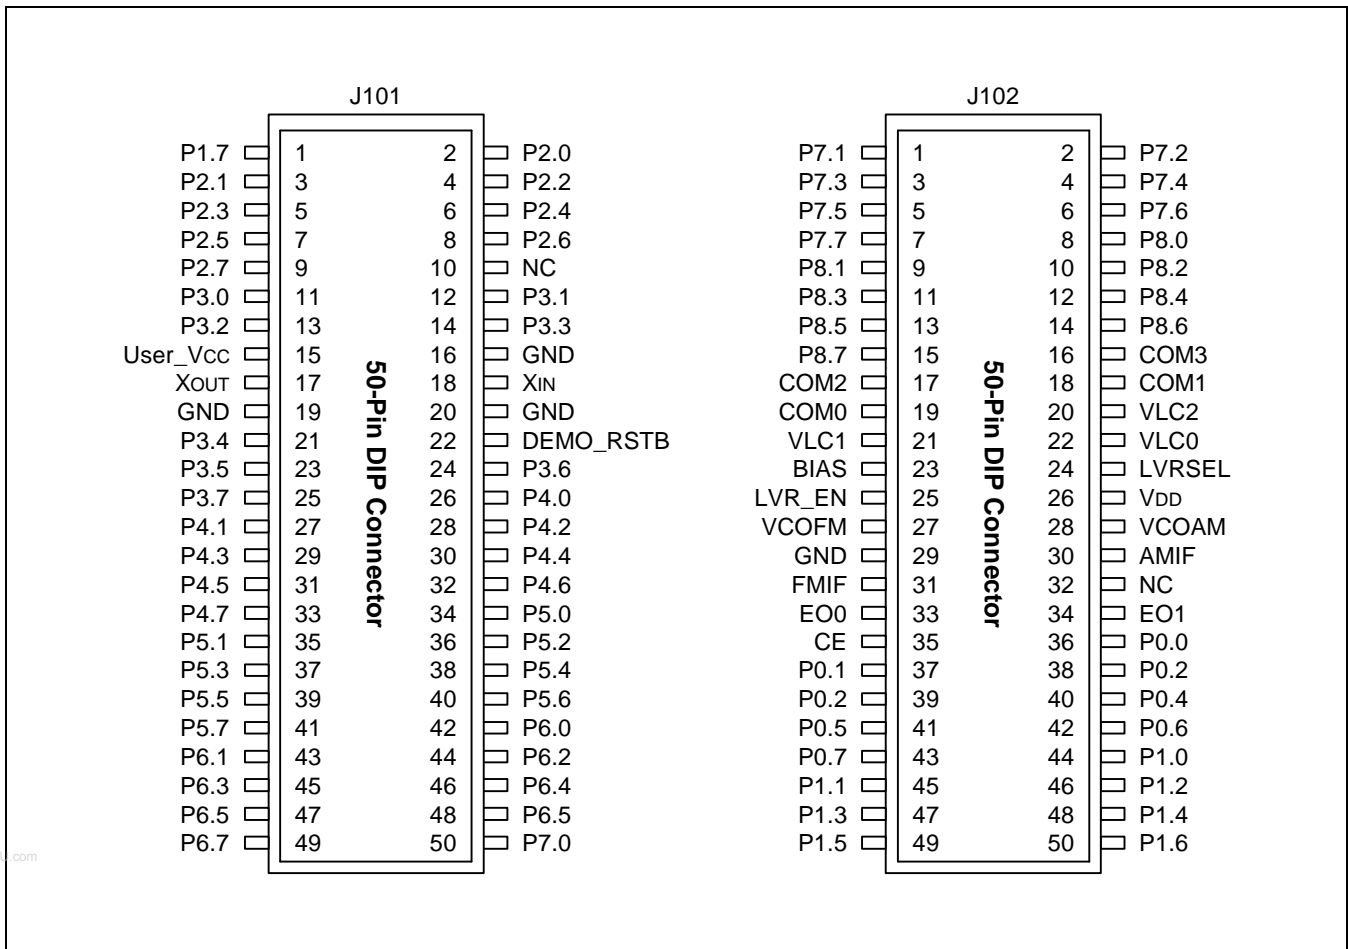 J101
P1.7 1 2 P2.0
P2.1 3 4 P2.2
P2.3 5 6 P2.4
P2.5 7 8 P2.6
P2.7 9 10 NC
P3.0 11 12 P3.1
P3.2 13 14 P3.3
User_VCC 15 16 GND
XOUT 17 18 XIN
GND 19 20 GND
P3.4 21 22 DEMO_RSTB
P3.5 23 24 P3.6
P3.7 25 26 P4.0
P4.1 27 28 P4.2
P4.3 29 30 P4.4
P4.5 31 32 P4.6
P4.7 33 34 P5.0
P5.1 35 36 P5.2
P5.3 37 38 P5.4
P5.5 39 40 P5.6
P5.7 41 42 P6.0
P6.1 43 44 P6.2
P6.3 45 46 P6.4
P6.5 47 48 P6.5
P6.7 49 50 P7.0
50-Pin DIP Connector
J102
P7.1 1 2 P7.2
P7.3 3 4 P7.4
P7.5 5 6 P7.6
P7.7 7 8 P8.0
P8.1 9 10 P8.2
P8.3 11 12 P8.4
P8.5 13 14 P8.6
P8.7 15 16 COM3
COM2 17 18 COM1
COM0 19 20 VLC2
VLC1 21 22 VLC0
BIAS 23 24 LVRSEL
LVR_EN 25 26 VDD
VCOFM 27 28 VCOAM
GND 29 30 AMIF
FMIF 31 32 NC
EO0 33 34 EO1
CE 35 36 P0.0
P0.1 37 38 P0.2
P0.2 39 40 P0.4
P0.5 41 42 P0.6
P0.7 43 44 P1.0
P1.1 45 46 P1.2
P1.3 47 48 P1.4
P1.5 49 50 P1.6
50-Pin DIP Connector
.com